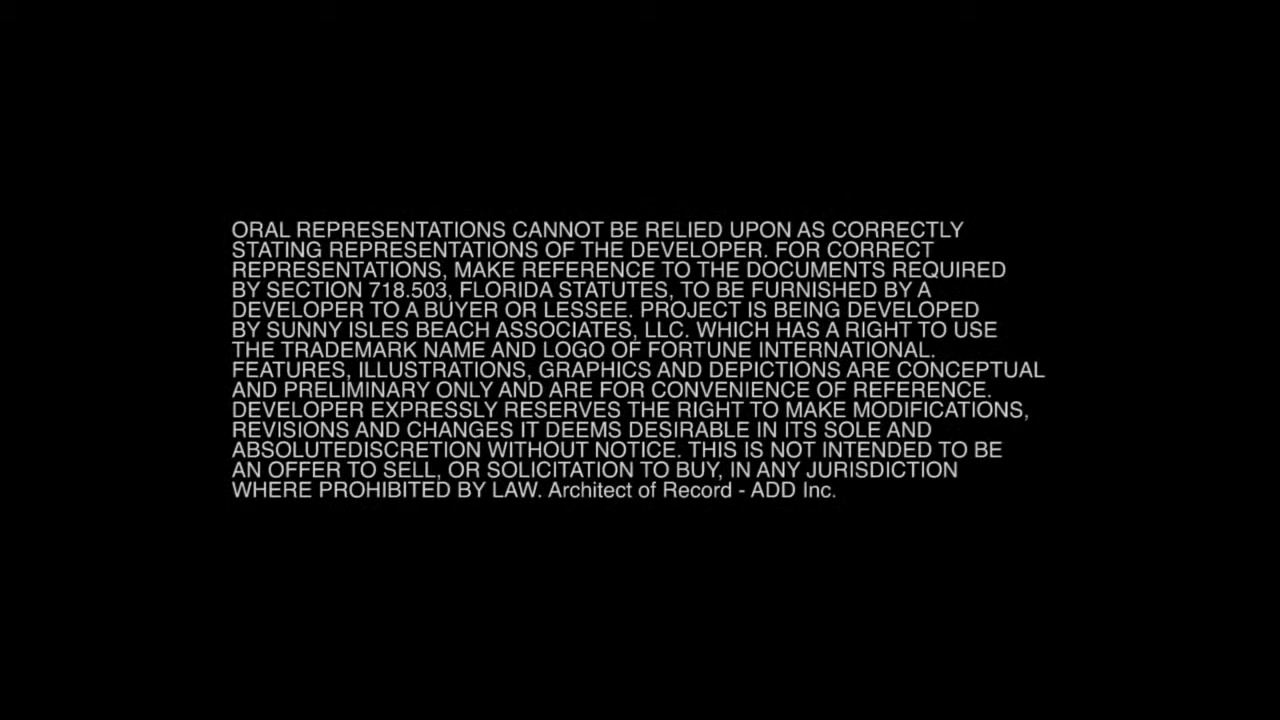 ORAL REPRESENTATIONS CANNOT BE RELIED UPON AS CORRECTLY
STATING REPRESENTATIONS OF THE DEVELOPER. FOR CORRECT
REPRESENTATIONS, MAKE REFERENCE TO THE DOCUMENTS REQUIRED
BY SECTION 718.503, FLORIDA STATUTES, TO BE FURNISHED BY A
DEVELOPER TO A BUYER OR LESSEE. PROJECT IS BEING DEVELOPED
BY SUNNY ISLES BEACH ASSOCIATES, LLC. WHICH HAS A RIGHT TO USE
THE TRADEMARK NAME AND LOGO OF FORTUNE INTERNATIONAL.
FEATURES, ILLUSTRATIONS, GRAPHICS AND DEPICTIONS ARE CONCEPTUAL
AND PRELIMINARY ONLY AND ARE FOR CONVENIENCE OF REFERENCE.
DEVELOPER EXPRESSLY RESERVES THE RIGHT TO MAKE MODIFICATIONS,
REVISIONS AND CHANGES IT DEEMS DESIRABLE IN ITS SOLE AND
ABSOLUTEDISCRETION WITHOUT NOTICE. THIS IS NOT INTENDED TO BE
AN OFFER TO SELL, OR SOLICITATION TO BUY, IN ANY JURISDICTION
WHERE PROHIBITED BY LAW. Architect of Record - ADD Inc.